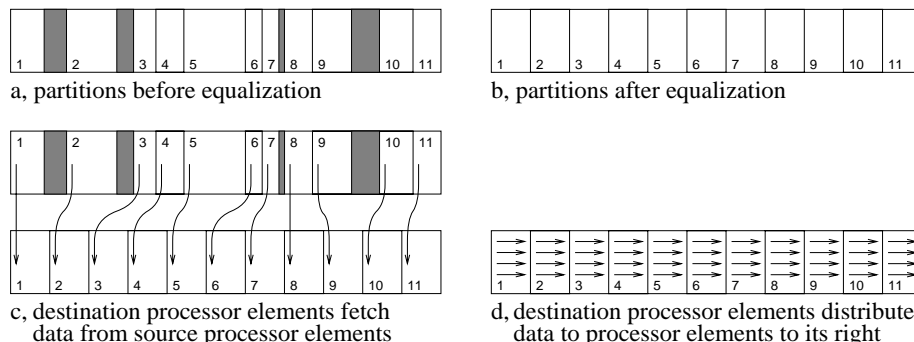 1 2 3 4 5 6 7 8 9 10 11
a, partitions before equalization
1 2 3 4 5 6 7 8 9 10 11
b, partitions after equalization
1 2 3 4 5 6 7 8 9 10 11
1 2 3 4 5 6 7 8 9 10 11
c, destination processor elements fetch
data from source processor elements
1 2 3 4 5 6 7 8 9 10 11
d, destination processor elements distribute
data to processor elements to its right